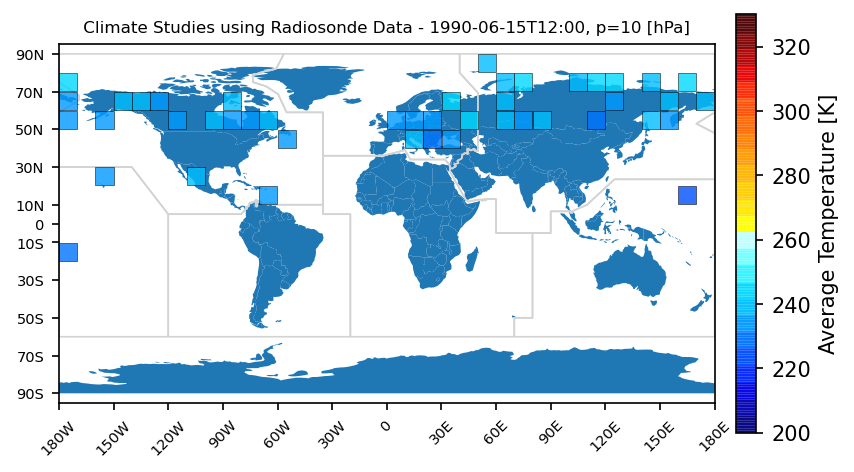 Climate Studies using Radiosonde Data - 1990-06-15T12:00, p=10 [hPa]
90N
70N
50N
30N
10N
0
10S
30S
50S
70S
90S
180W
150W
120W
90W
60W
30W
0
30E
60E
90E
120E
150E
180E
320
300
280
260
240
220
200
Average Temperature [K]